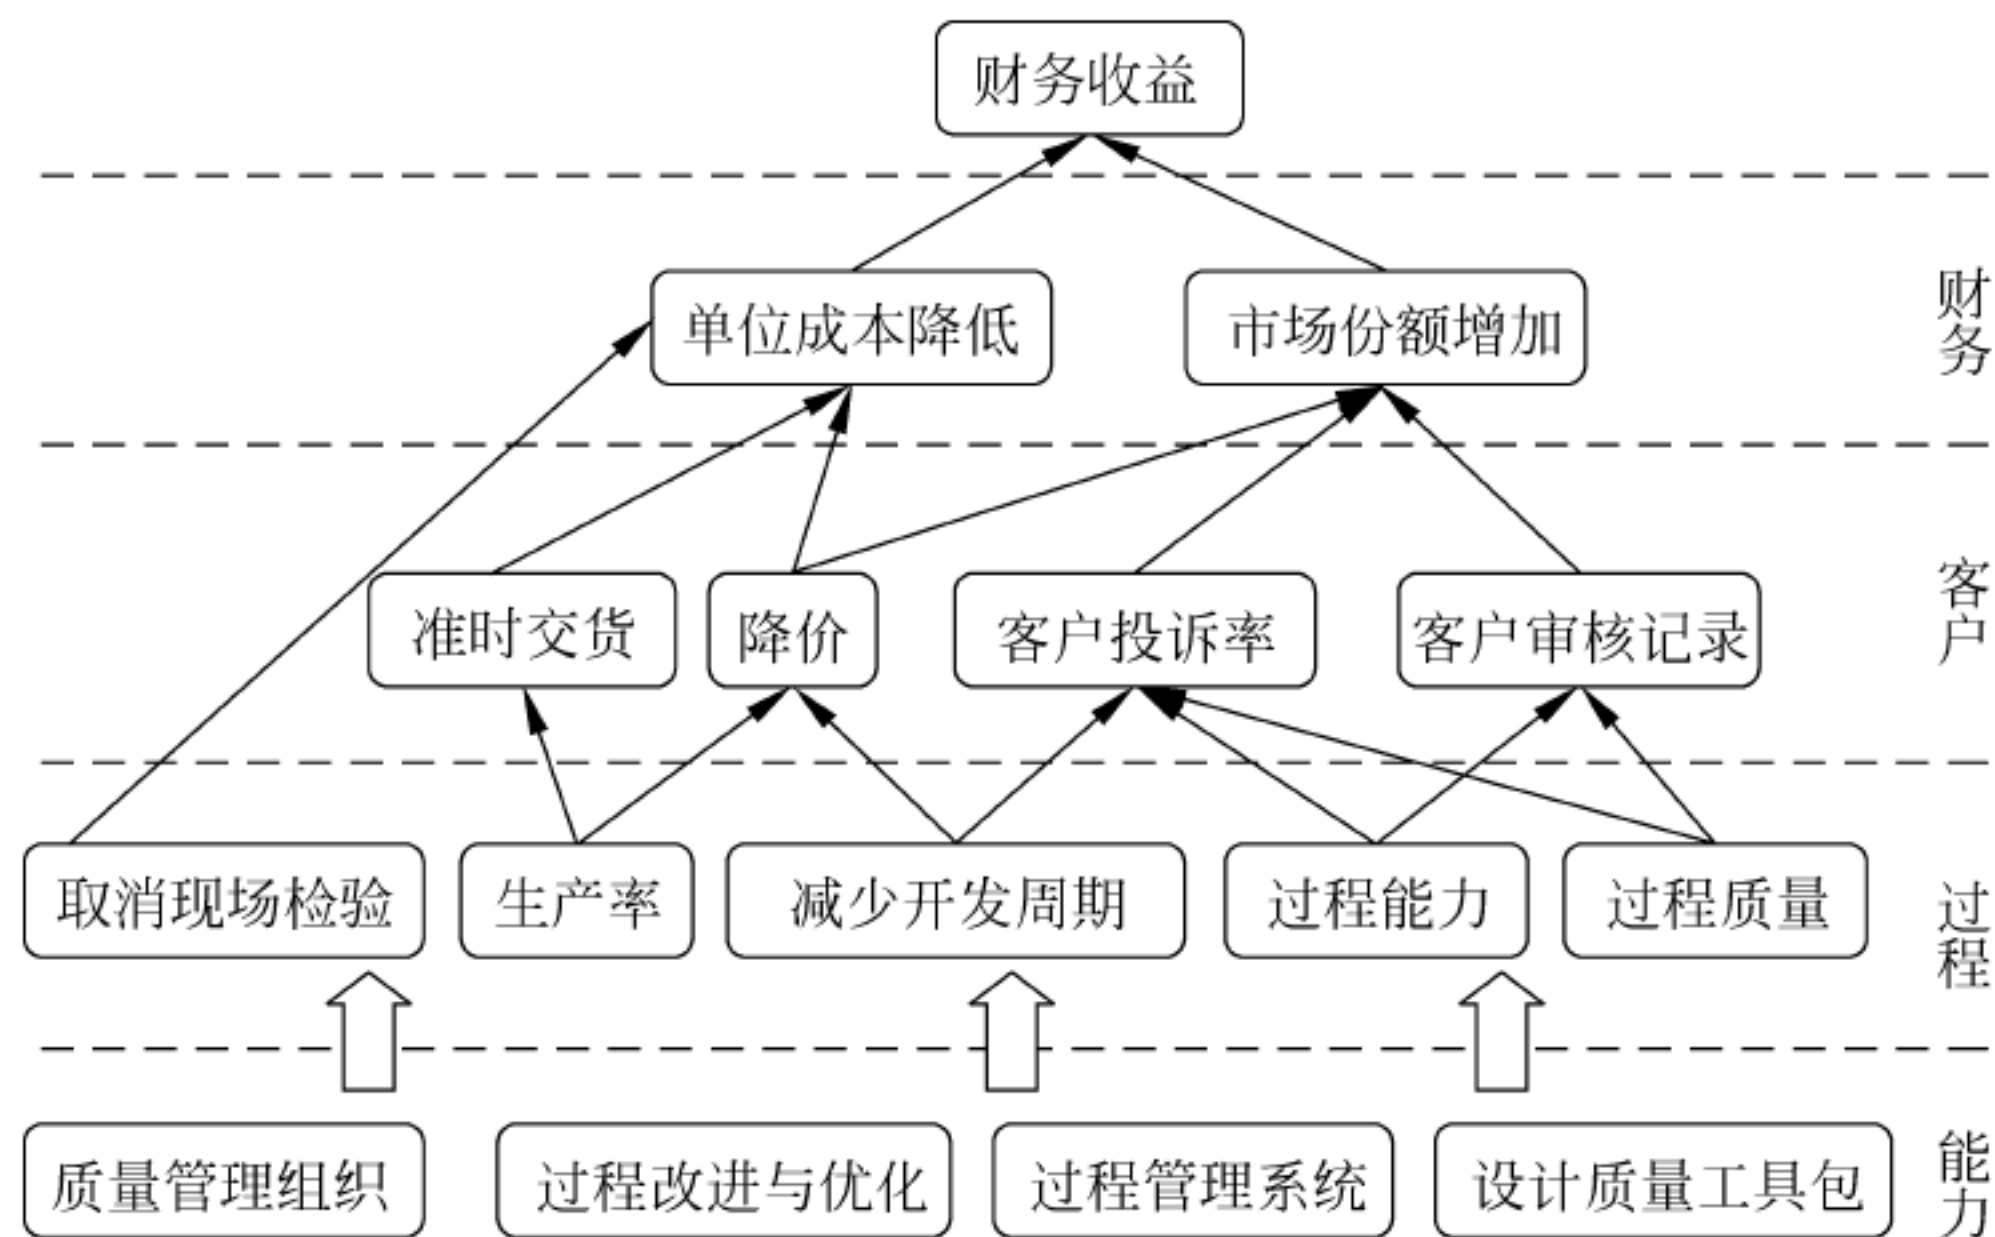 财务收益
单位成本降低
市场份额增加
财务
准时交货
降价
客户投诉率
客户审核记录
客户
取消现场检验
生产率
减少开发周期
过程能力
过程质量
过程
质量管理组织
过程改进与优化
过程管理系统
设计质量工具包
能力